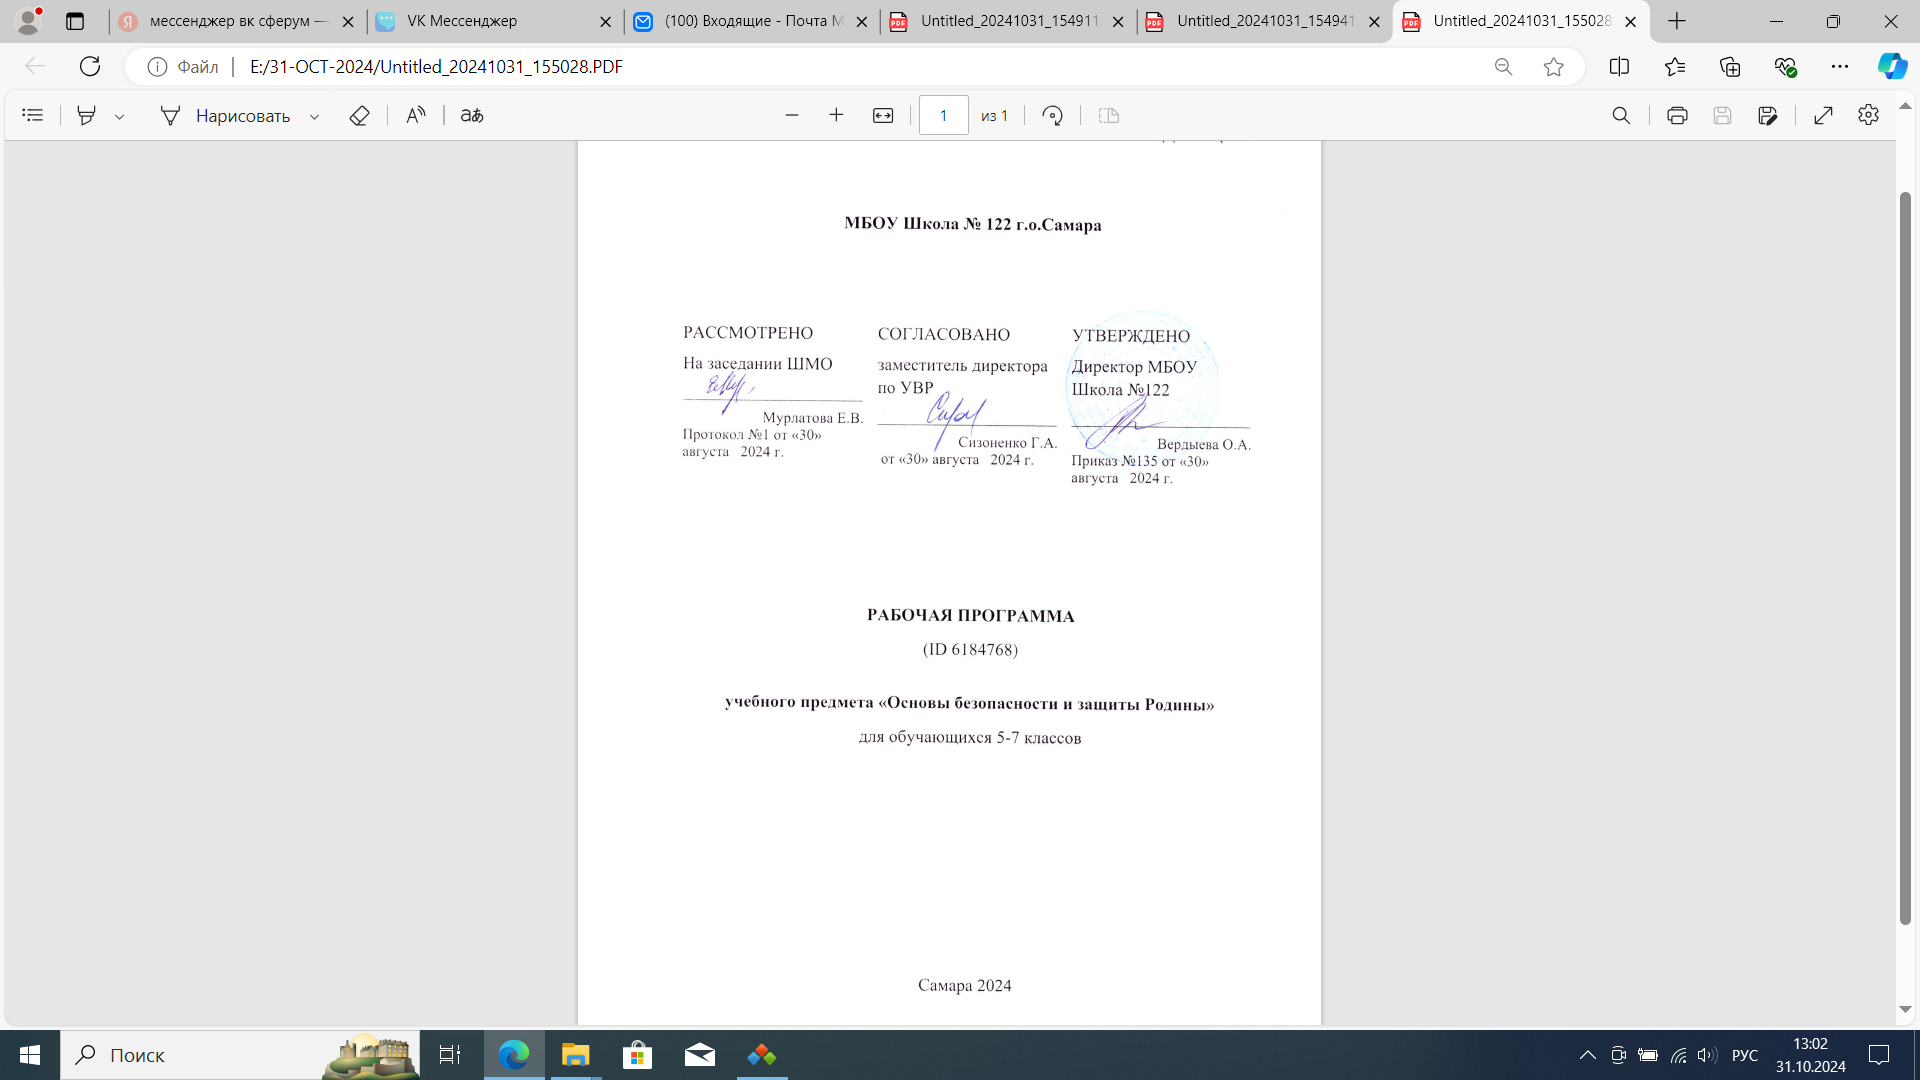 мессенджер вк сферум —
VK Мессенджер
(100) Входящие - Почта M
Untitled_20241031_154911
Untitled_20241031_154941
Untitled_20241031_155028
Файл
E:/31-OCT-2024/Untitled_20241031_155028.PDF
Нарисовать
1 из 1
МБОУ Школа № 122 г.о.Самара
РАССМОТРЕНО
На заседании ШМО
Мурлатова Е.В.
Протокол №1 от «30»
августа 2024 г.
СОГЛАСОВАНО
заместитель директора
по УВР
Сизоненко Г.А.
от «30» августа 2024 г.
УТВЕРЖДЕНО
Директор МБОУ
Школа №122
Вердыева О.А.
Приказ №135 от «30»
августа 2024 г.
РАБОЧАЯ ПРОГРАММА
(ID 6184768)
учебного предмета «Основы безопасности и защиты Родины»
для обучающихся 5-7 классов
Самара 2024
Поиск
РУС
13:02
31.10.2024